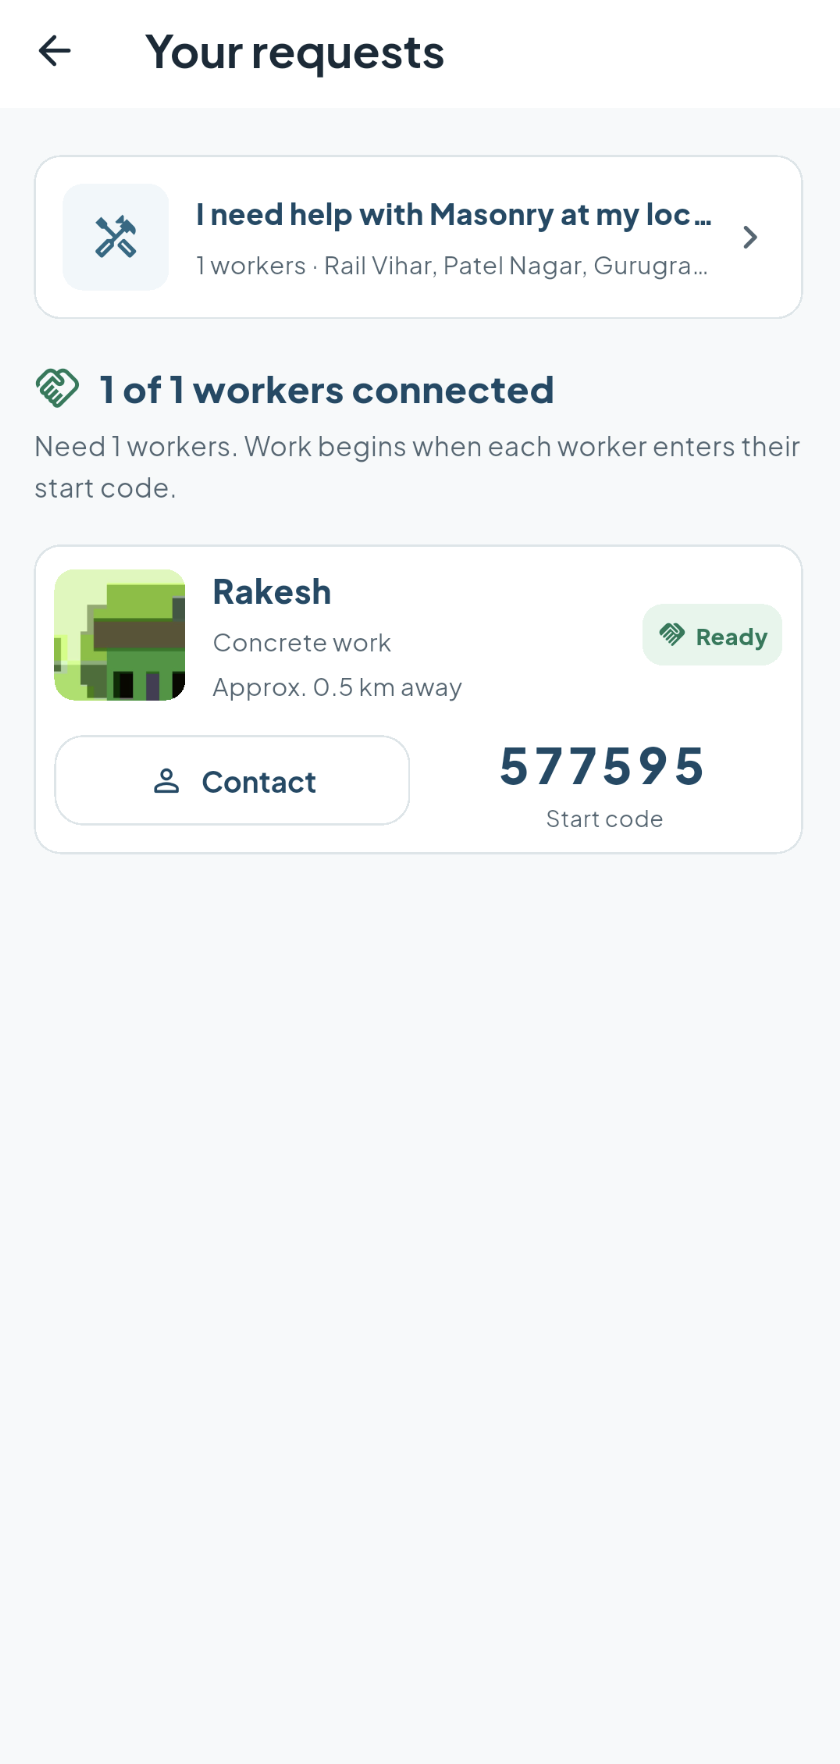 Your requests
I need help with Masonry at my loc...
1 workers · Rail Vihar, Patel Nagar, Gurugra...
1 of 1 workers connected
Need 1 workers. Work begins when each worker enters their
start code.
Rakesh
Concrete work
Approx. 0.5 km away
Ready
Contact
577595
Start code